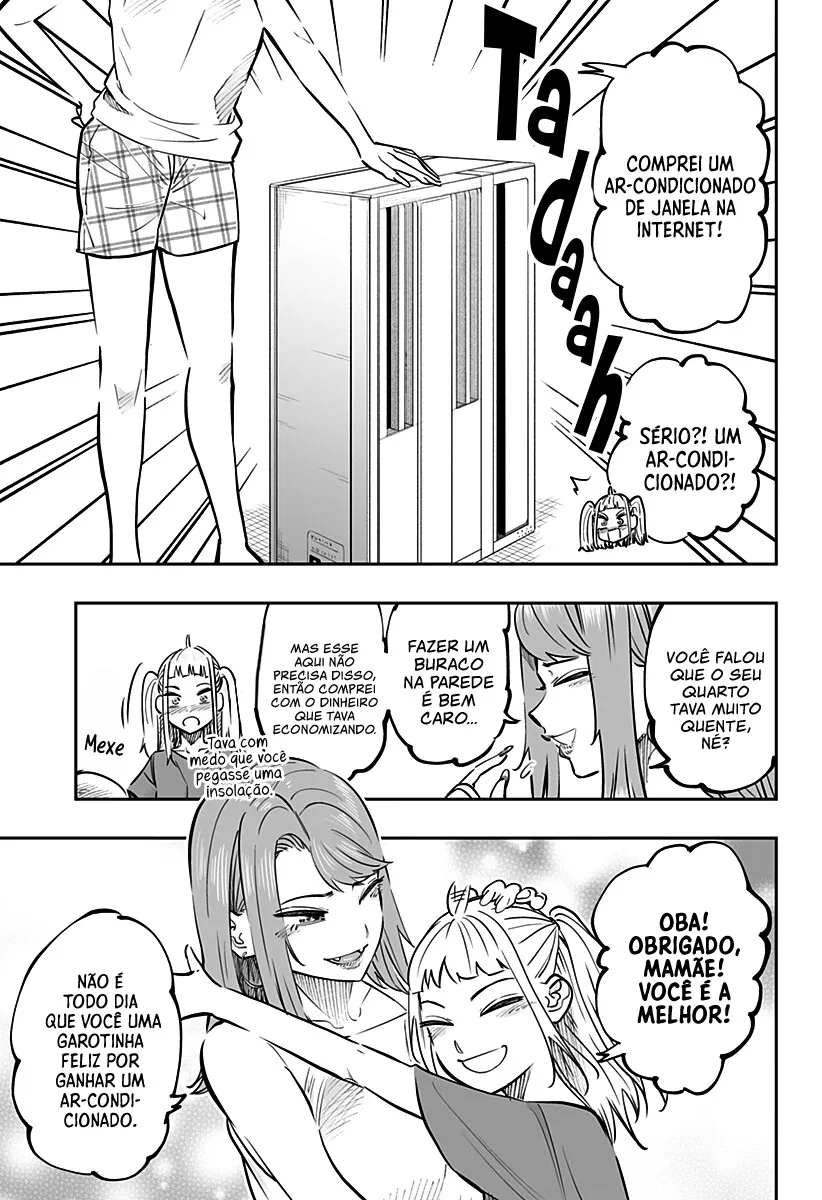 COMPREI UM
AR-CONDICIONADO
DE JANELA NA
INTERNET!
Tadaaah
SÉRIO?! UM
AR-CONDI-
CIONADO?!
VOCÊ FALOU
QUE O SEU
QUARTO
TAVA MUITO
QUENTE,
NÉ?
FAZER UM
BURACO
NA PAREDE
É BEM
CARO...
MAS ESSE
AQUI NÃO
PRECISA DISSO,
ENTÃO COMPREI
COM O DINHEIRO
QUE TAVA
ECONOMIZANDO.
Tava com
medo que você
pegasse uma
insolação.
Mexe
OBA!
OBRIGADO,
MAMÃE!
VOCÊ É A
MELHOR!
NÃO É
TODO DIA
QUE VOCÊ UMA
GAROTINHA
FELIZ POR
GANHAR UM
AR-CONDI-
CIONADO.